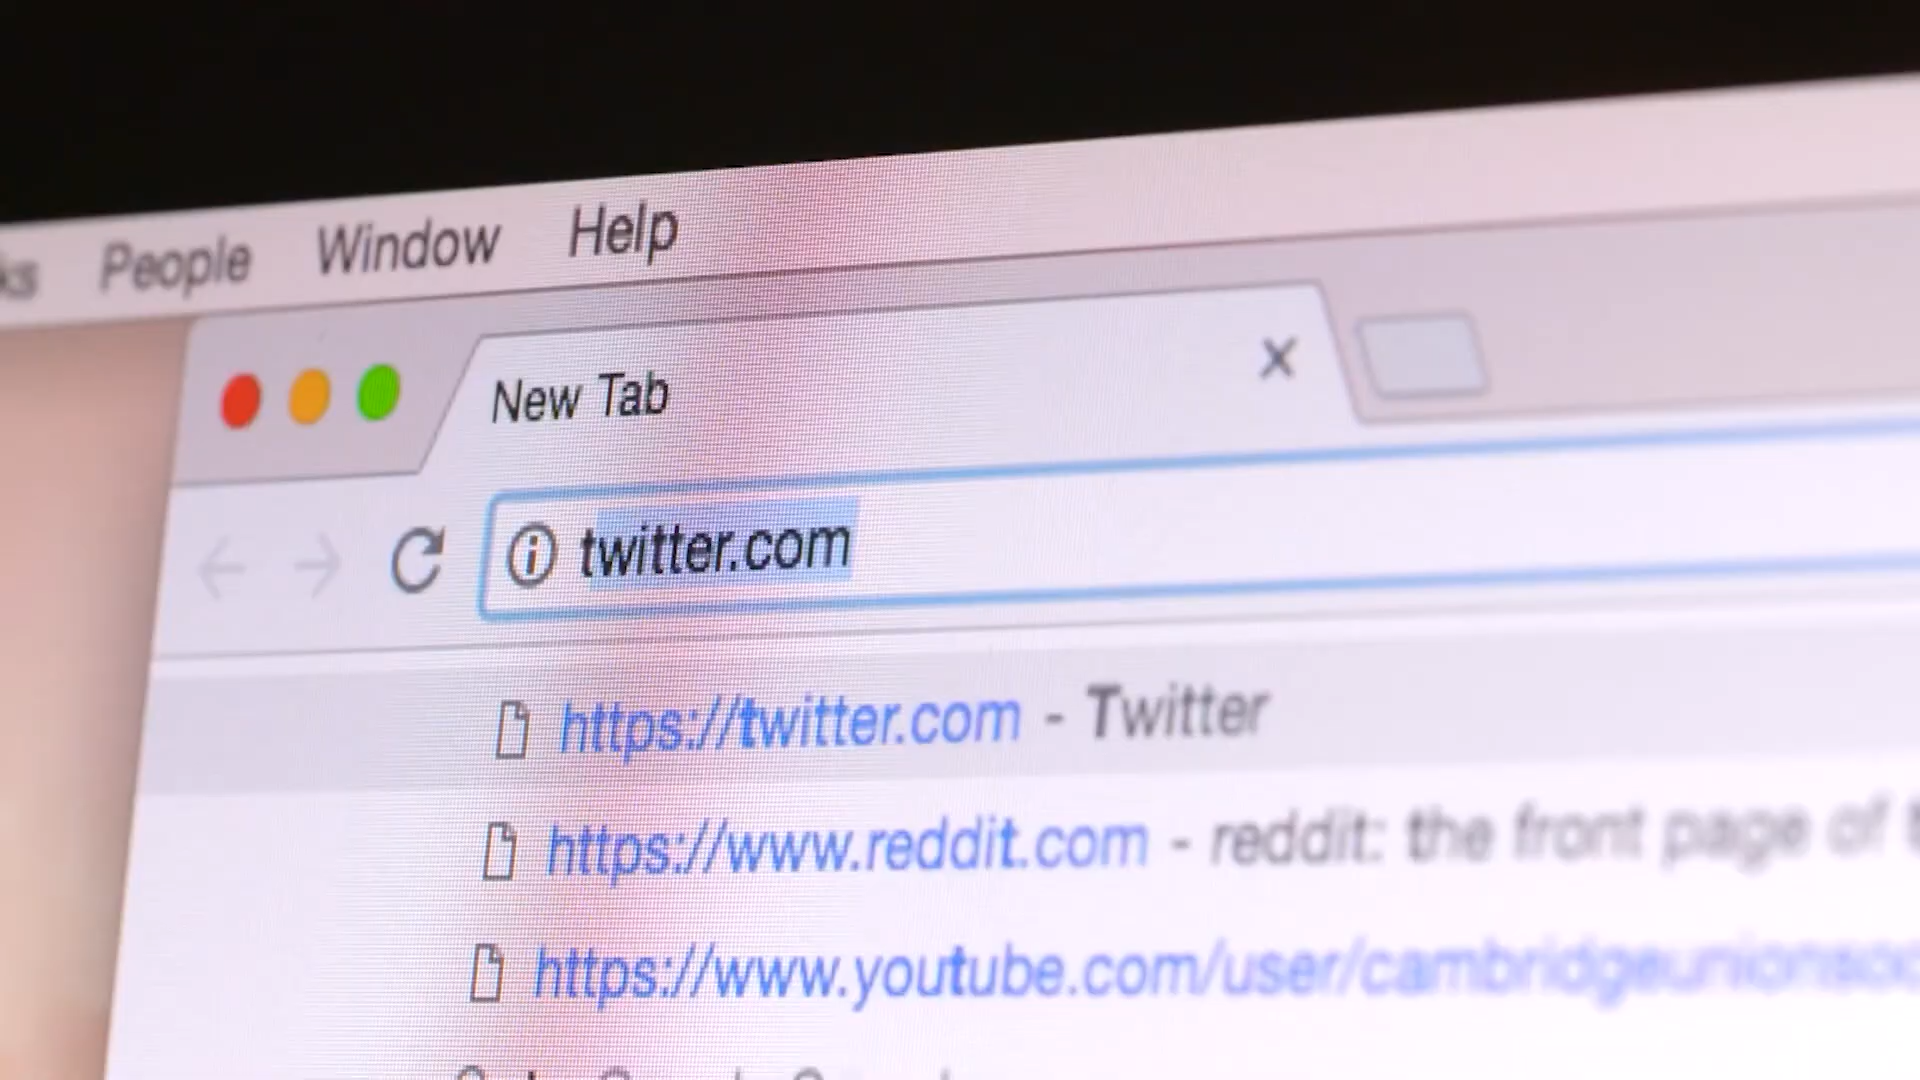 People Window Help
New Tab
twitter.com
https://twitter.com - Twitter
https://www.reddit.com - reddit: the front page of
https://www.youtube.com/user/cambridgeunionsoc